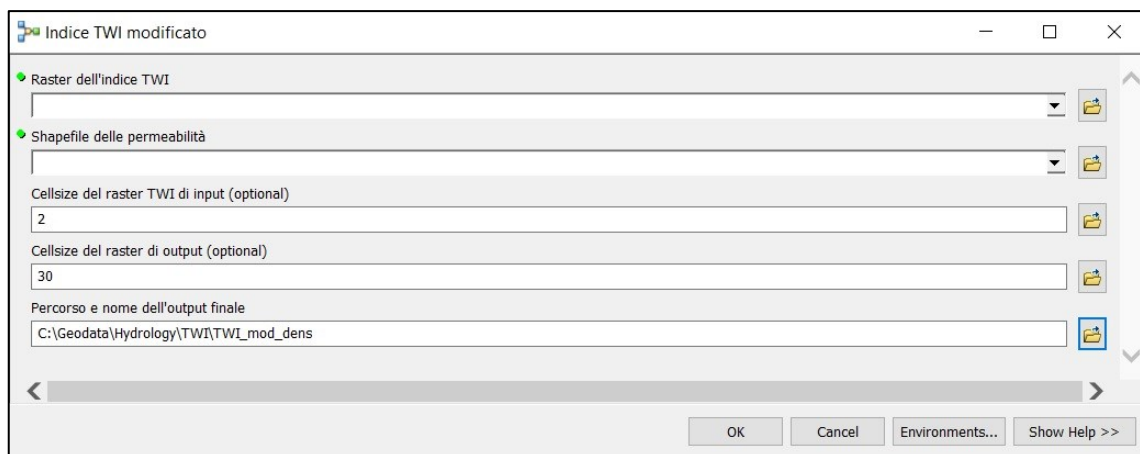 Indice TWI modificato
Raster dell'indice TWI
Shapefile delle permeabilità
Cellsize del raster TWI di input (optional)
2
Cellsize del raster di output (optional)
30
Percorso e nome dell'output finale
C:\Geodata\Hydrology\TWI\TWI_mod_dens
OK Cancel Environments... Show Help >>